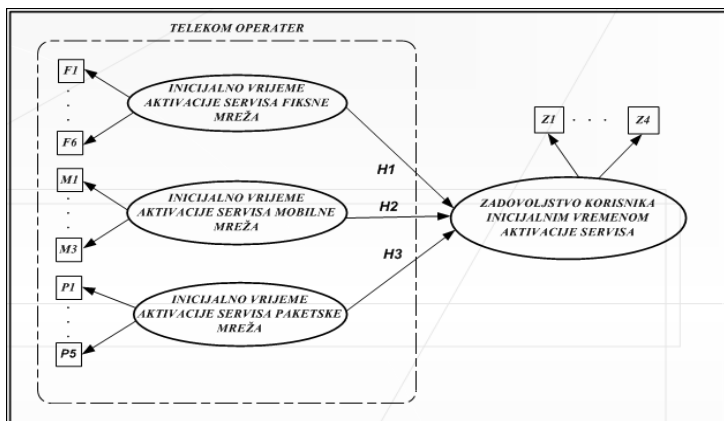 TELEKOM OPERATER
F1
F6
INICIJALNO VRIJEME
AKTIVACIJE SERVISA FIKSNE
MREŽA
H1
M1
M3
INICIJALNO VRIJEME
AKTIVACIJE SERVISA MOBILNE
MREŽA
H2
P1
P5
INICIJALNO VRIJEME
AKTIVACIJE SERVISA PAKETSKE
MREŽA
H3
Z1
Z4
ZADOVOLJSTVO KORISNIKA
INICIJALNIM VREMENOM
AKTIVACIJE SERVISA